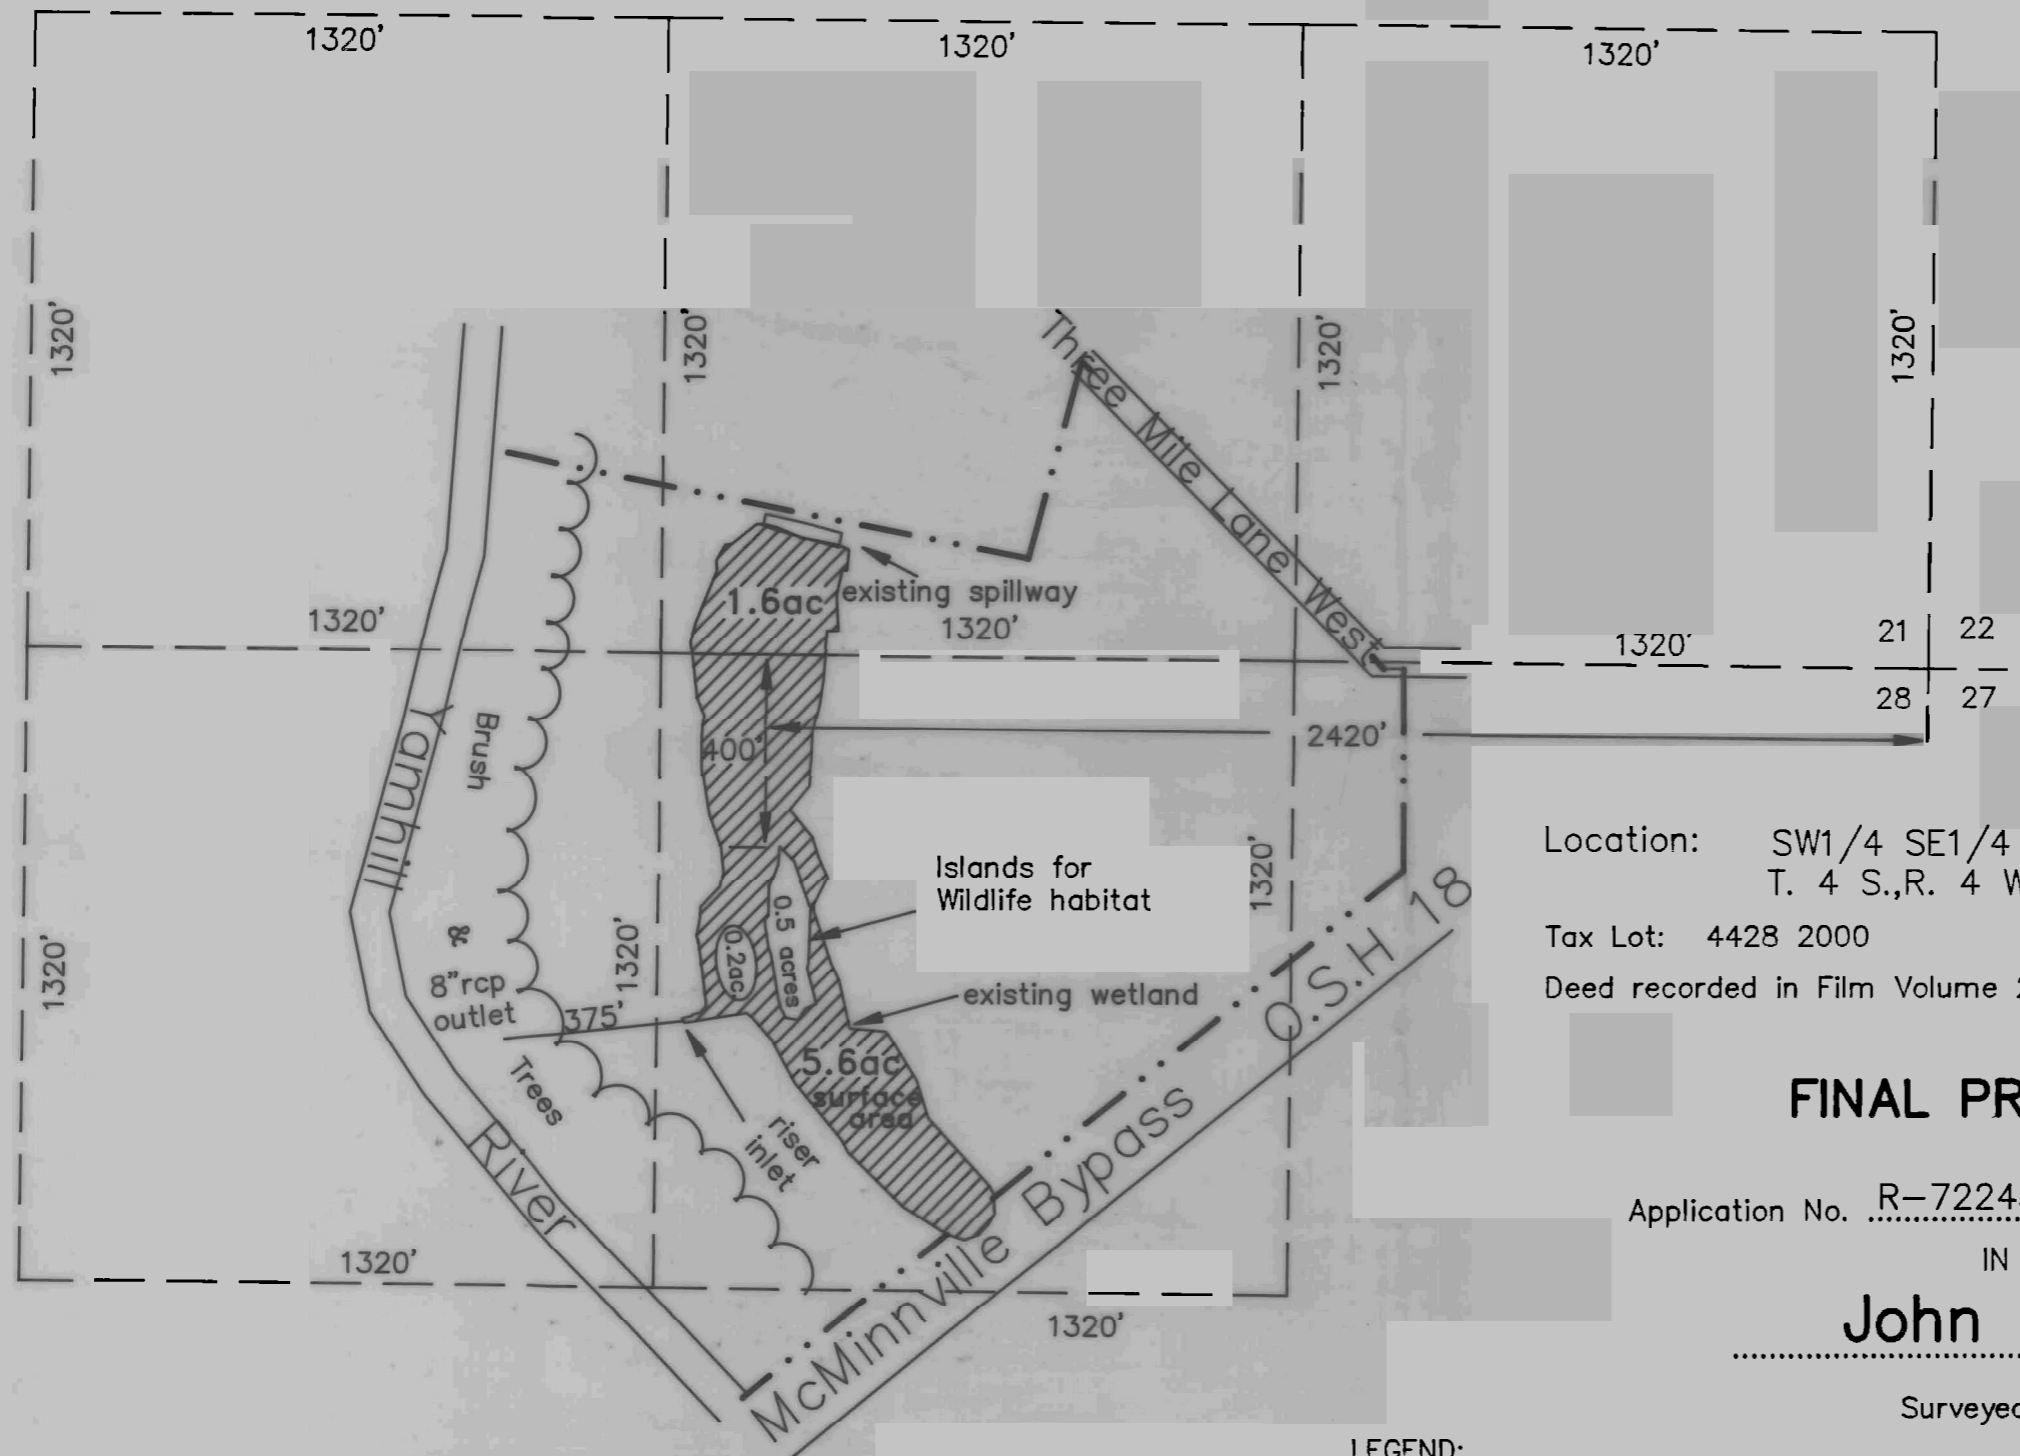 1320'
1320'
1320'
1320'
1320'
1320'
1320'
Three Mile Lane West
1.6ac
existing spillway
1320'
1320'
1320'
21 22
28 27
Yamhill
Brush
400'
2420'
Islands for
Wildlife habitat
0.5 acres
0.2ac.
1320'
1320'
1320'
&
8"rcp
outlet
375'
existing wetland
Trees
riser
inlet
5.6ac
surface
area
River
McMinnville Bypass O.S.H 18
1320'
1320'
Location: SW1/4 SE1/4
T. 4 S.,R. 4 W
Tax Lot: 4428 2000
Deed recorded in Film Volume
FINAL PR
Application No. R-7224
IN
John
Surveyed
LEGEND: